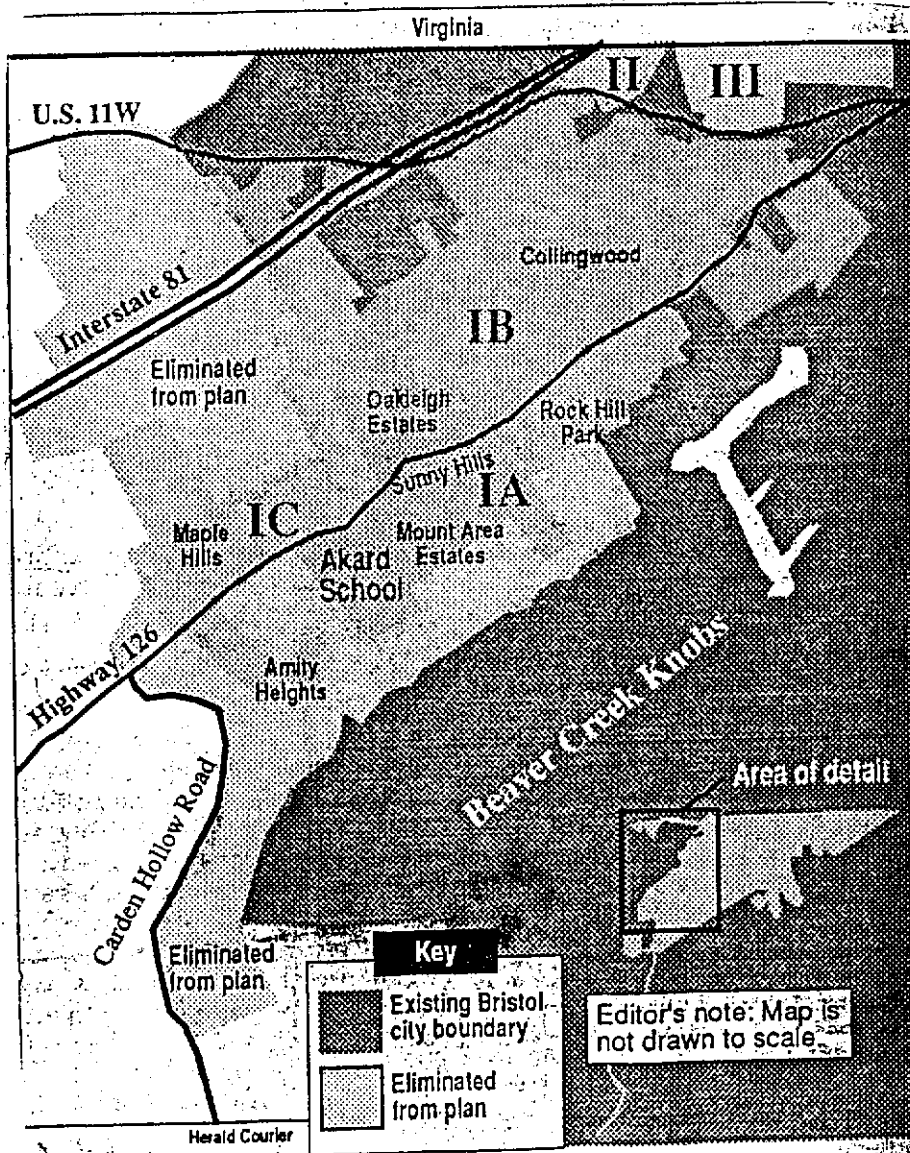 Virginia
II
III
U.S. 11W
Collingwood
Interstate 81
IB
Eliminated
from plan
Oakleigh
Estates
Rock Hill
Park
Sunny Hills
IA
IC
Maple
Hills
Mount Area
Estates
Akard
School
Highway 126
Amity
Heights
Beaver Creek Knobs
Area of detail
Carden Hollow Road
Eliminated
from plan
Key
Existing Bristol
city boundary
Eliminated
from plan
Editor's note: Map is
not drawn to scale.
Herald Courier